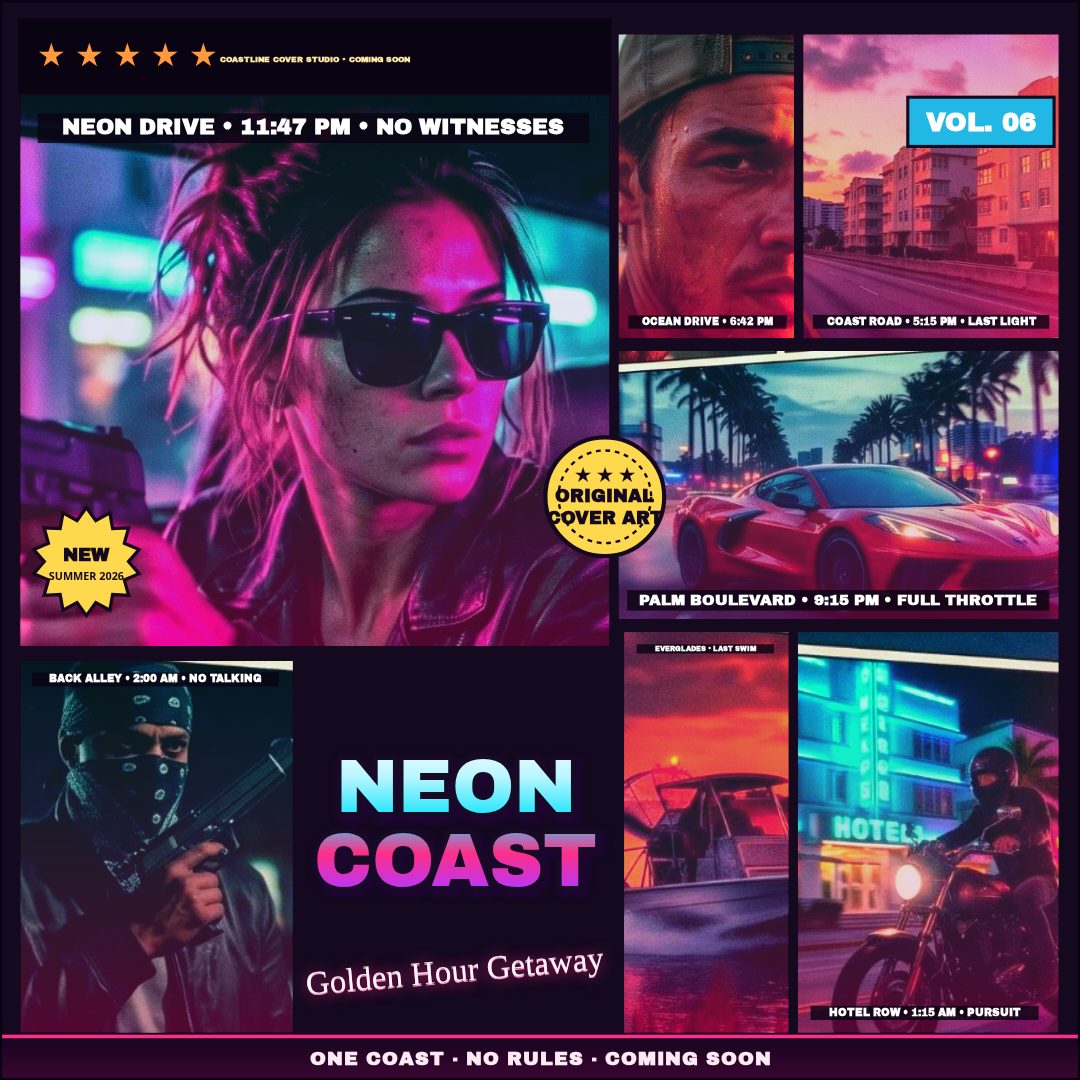 ★ ★ ★ ★ ★ COASTLINE COVER STUDIO • COMING SOON
NEON DRIVE • 11:47 PM • NO WITNESSES
OCEAN DRIVE • 6:42 PM
VOL. 06
COAST ROAD • 5:15 PM • LAST LIGHT
★ ★ ★
ORIGINAL
COVER ART
NEW
SUMMER 2026
PALM BOULEVARD • 9:15 PM • FULL THROTTLE
BACK ALLEY • 2:00 AM • NO TALKING
NEON
COAST
Golden Hour Getaway
EVERGLADES • LAST SWIM
HOTEL
HOTEL ROW • 1:15 AM • PURSUIT
ONE COAST · NO RULES · COMING SOON